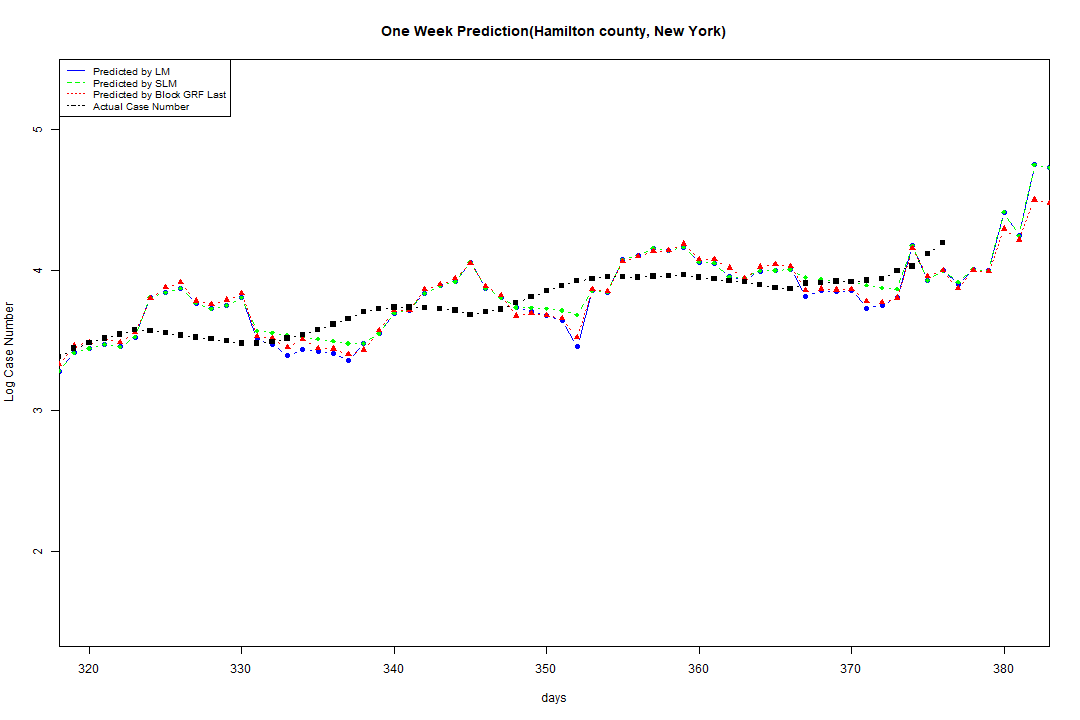 One Week Prediction(Hamilton county, New York)
Predicted by LM
Predicted by SLM
Predicted by Block GRF Last
Actual Case Number
5
4
3
2
Log Case Number
320 330 340 350 360 370 380
days